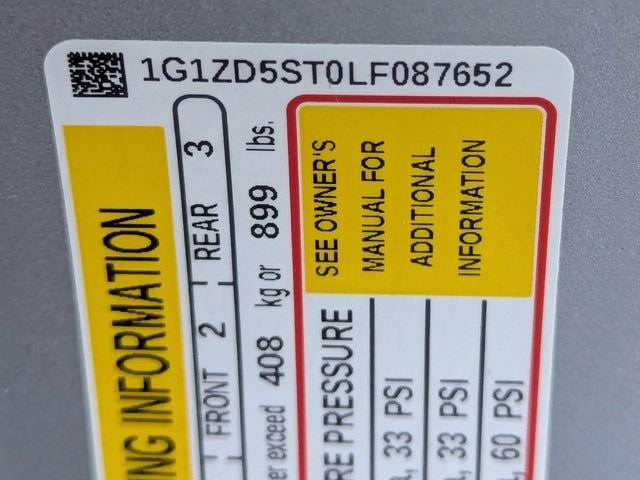 1G1ZD5ST0LF087652
ING INFORMATION
FRONT 2 REAR 3
exceed 408 kg or 899 lbs.
SEE OWNER'S
MANUAL FOR
ADDITIONAL
INFORMATION
RE PRESSURE
, 33 PSI
, 33 PSI
, 60 PSI